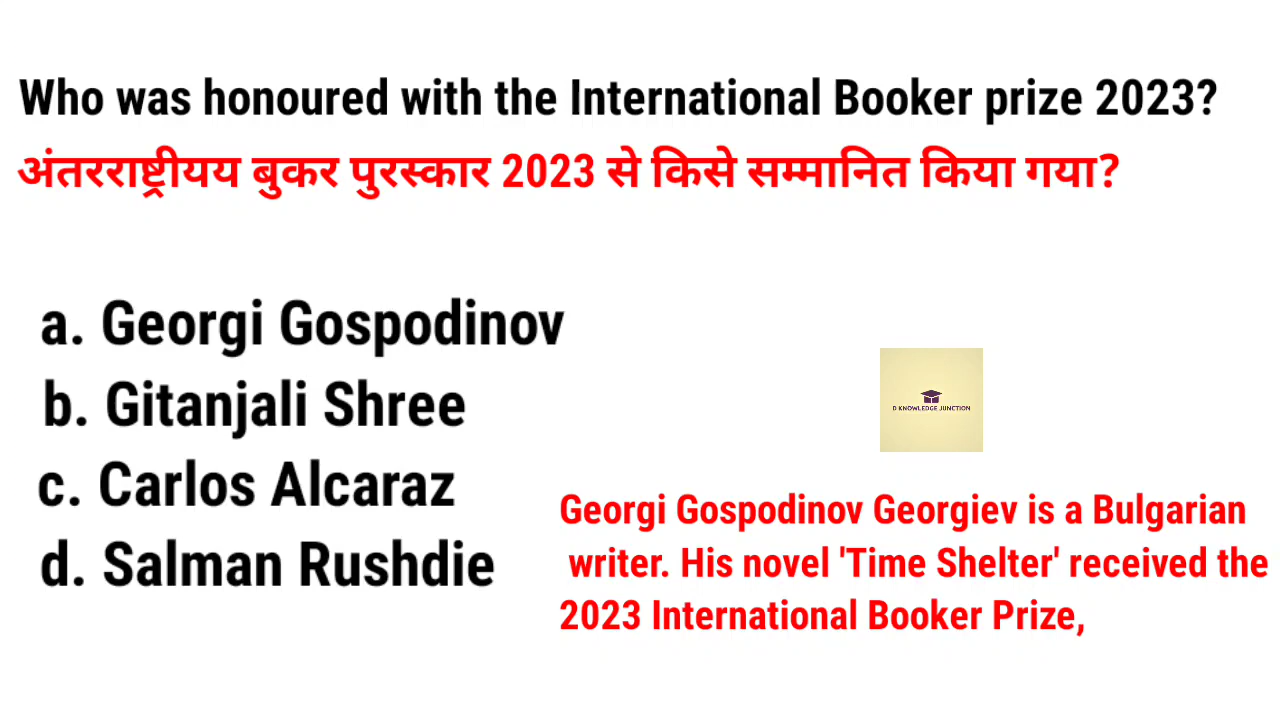 Who was honoured with the International Booker prize 2023?
अंतरराष्ट्रीयय बुकर पुरस्कार 2023 से किसे सम्मानित किया गया?
a. Georgi Gospodinov
b. Gitanjali Shree
c. Carlos Alcaraz
d. Salman Rushdie
D KNOWLEDGE JUNCTION
Georgi Gospodinov Georgiev is a Bulgarian
writer. His novel 'Time Shelter' received the
2023 International Booker Prize,